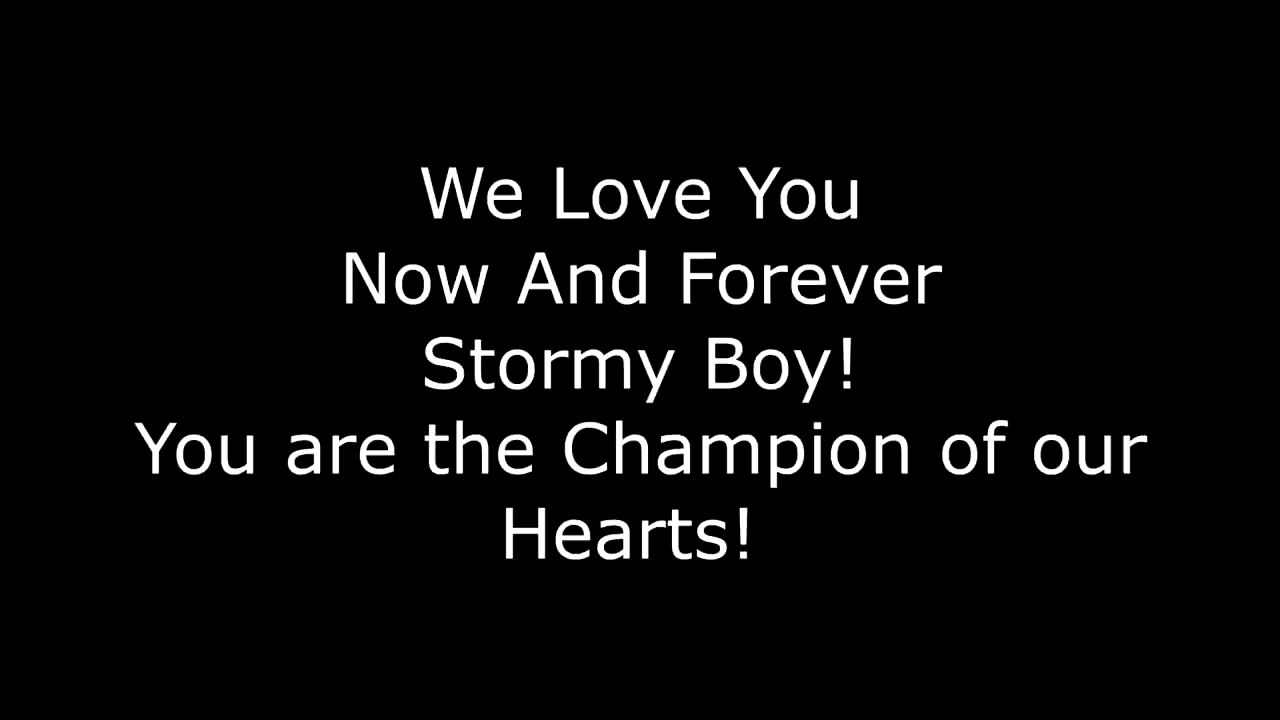 We Love You
Now And Forever
Stormy Boy!
You are the Champion of our
Hearts!